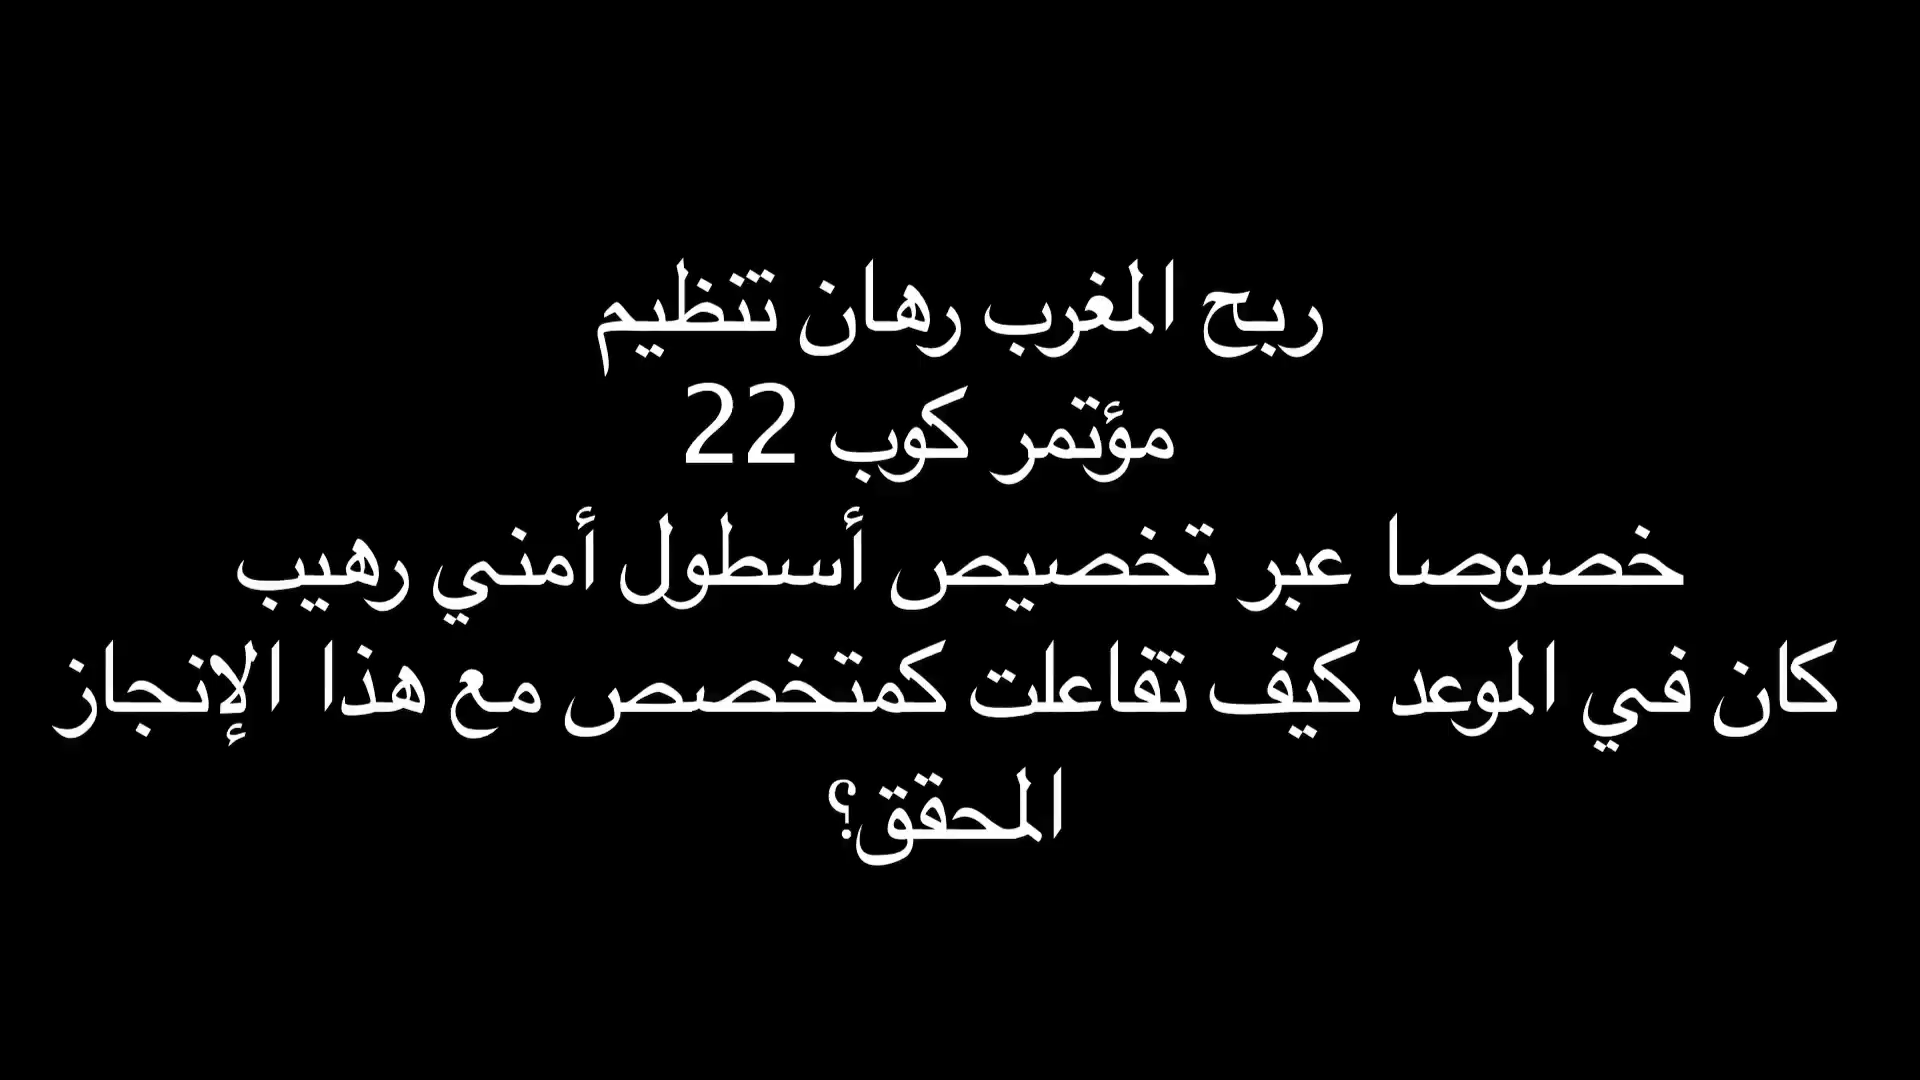 ربح المغرب رهان تتظيم
مؤتمر كوب 22
خصوصا عبر تخصيص أسطول أمني رهيب
كان في الموعد كيف تفاعلت كمتخصص مع هذا الإنجاز
المحقق؟